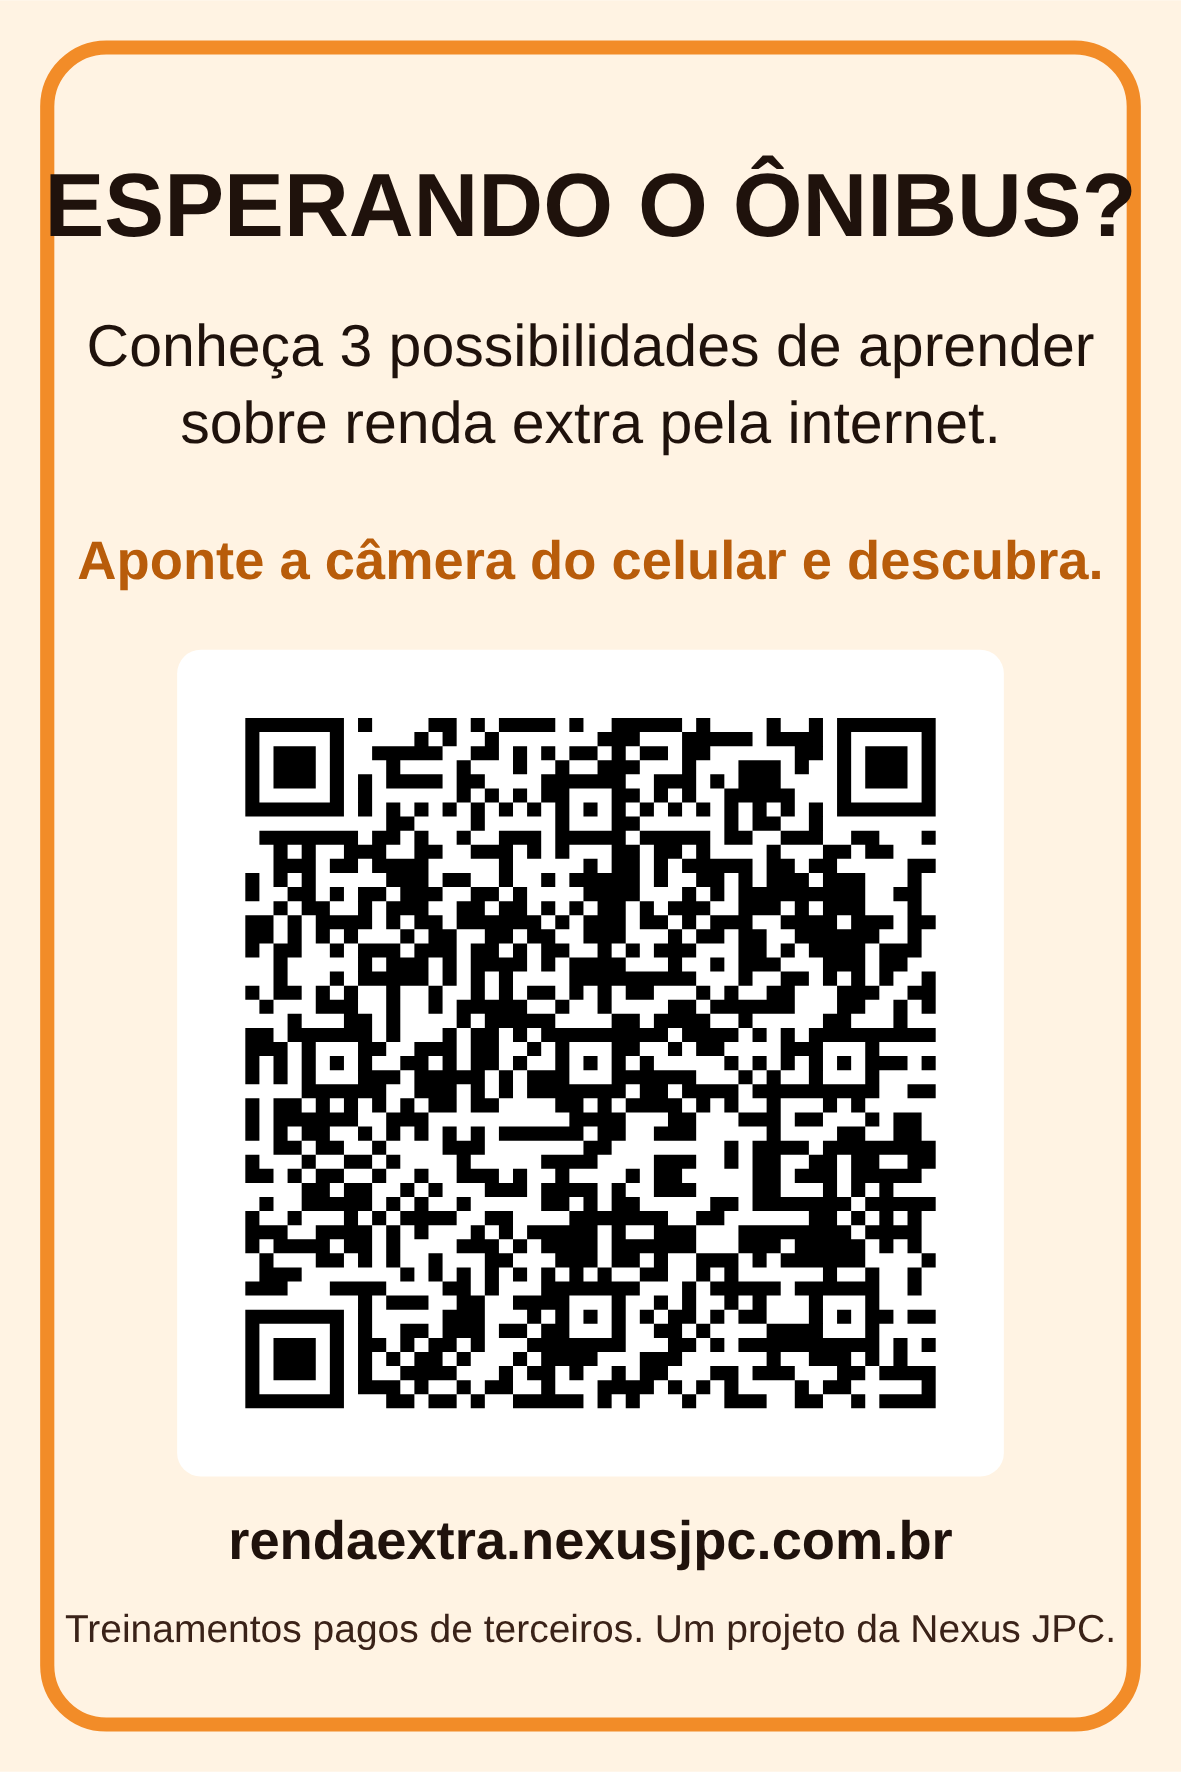 ESPERANDO O ÔNIBUS?
Conheça 3 possibilidades de aprender
sobre renda extra pela internet.
Aponte a câmera do celular e descubra.
rendaextra.nexusjpc.com.br
Treinamentos pagos de terceiros. Um projeto da Nexus JPC.